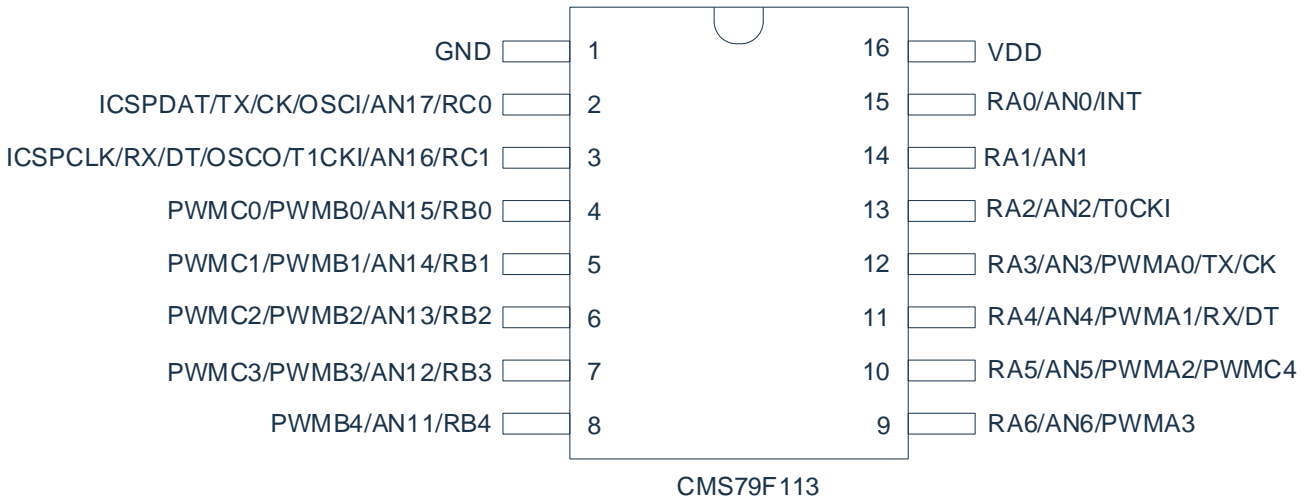 GND 1 16 VDD
ICSPDAT/TX/CK/OSCI/AN17/RC0 2 15 RA0/AN0/INT
ICSPCLK/RX/DT/OSCO/T1CKI/AN16/RC1 3 14 RA1/AN1
PWMC0/PWMB0/AN15/RB0 4 13 RA2/AN2/T0CKI
PWMC1/PWMB1/AN14/RB1 5 12 RA3/AN3/PWMA0/TX/CK
PWMC2/PWMB2/AN13/RB2 6 11 RA4/AN4/PWMA1/RX/DT
PWMC3/PWMB3/AN12/RB3 7 10 RA5/AN5/PWMA2/PWMC4
PWMB4/AN11/RB4 8 9 RA6/AN6/PWMA3
CMS79F113